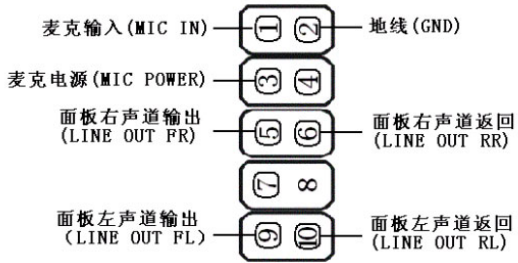 麦克输入(MIC IN) 1 2 地线(GND)
麦克电源(MIC POWER) 3 4
面板右声道输出
(LINE OUT FR) 5 6 面板右声道返回
(LINE OUT RR)
7 8
面板左声道输出
(LINE OUT FL) 9 10 面板左声道返回
(LINE OUT RL)